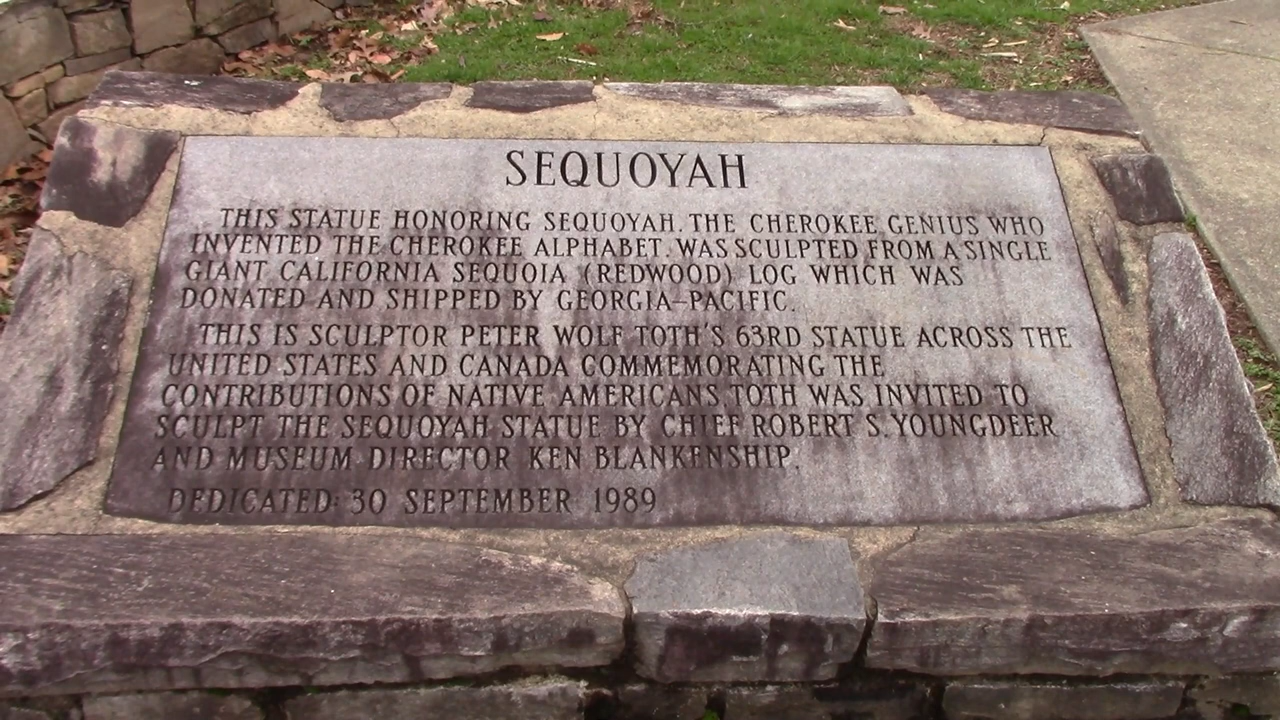 SEQUOYAH
THIS STATUE HONORING SEQUOYAH, THE CHEROKEE GENIUS WHO
INVENTED THE CHEROKEE ALPHABET, WAS SCULPTED FROM A SINGLE
GIANT CALIFORNIA SEQUOIA (REDWOOD) LOG WHICH WAS
DONATED AND SHIPPED BY GEORGIA-PACIFIC.
THIS IS SCULPTOR PETER WOLF TOTH'S 63RD STATUE ACROSS THE
UNITED STATES AND CANADA COMMEMORATING THE
CONTRIBUTIONS OF NATIVE AMERICANS. TOTH WAS INVITED TO
SCULPT THE SEQUOYAH STATUE BY CHIEF ROBERT S. YOUNGDEER
AND MUSEUM DIRECTOR KEN BLANKENSHIP.
DEDICATED: 30 SEPTEMBER 1989